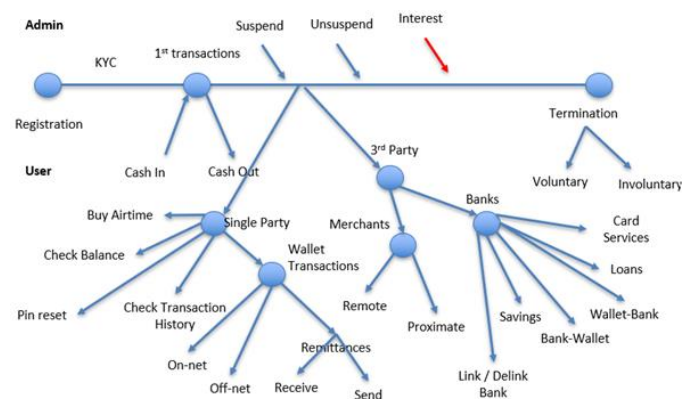 Admin
Suspend
Unsuspend
Interest
KYC
1st transactions
Registration
Termination
Cash In
Cash Out
3rd Party
Voluntary
Involuntary
User
Buy Airtime
Single Party
Merchants
Banks
Card
Services
Check Balance
Wallet
Transactions
Loans
Pin reset
Check Transaction
History
Remote
Proximate
Savings
Wallet-Bank
Bank-Wallet
On-net
Off-net
Remittances
Receive
Send
Link / Delink
Bank